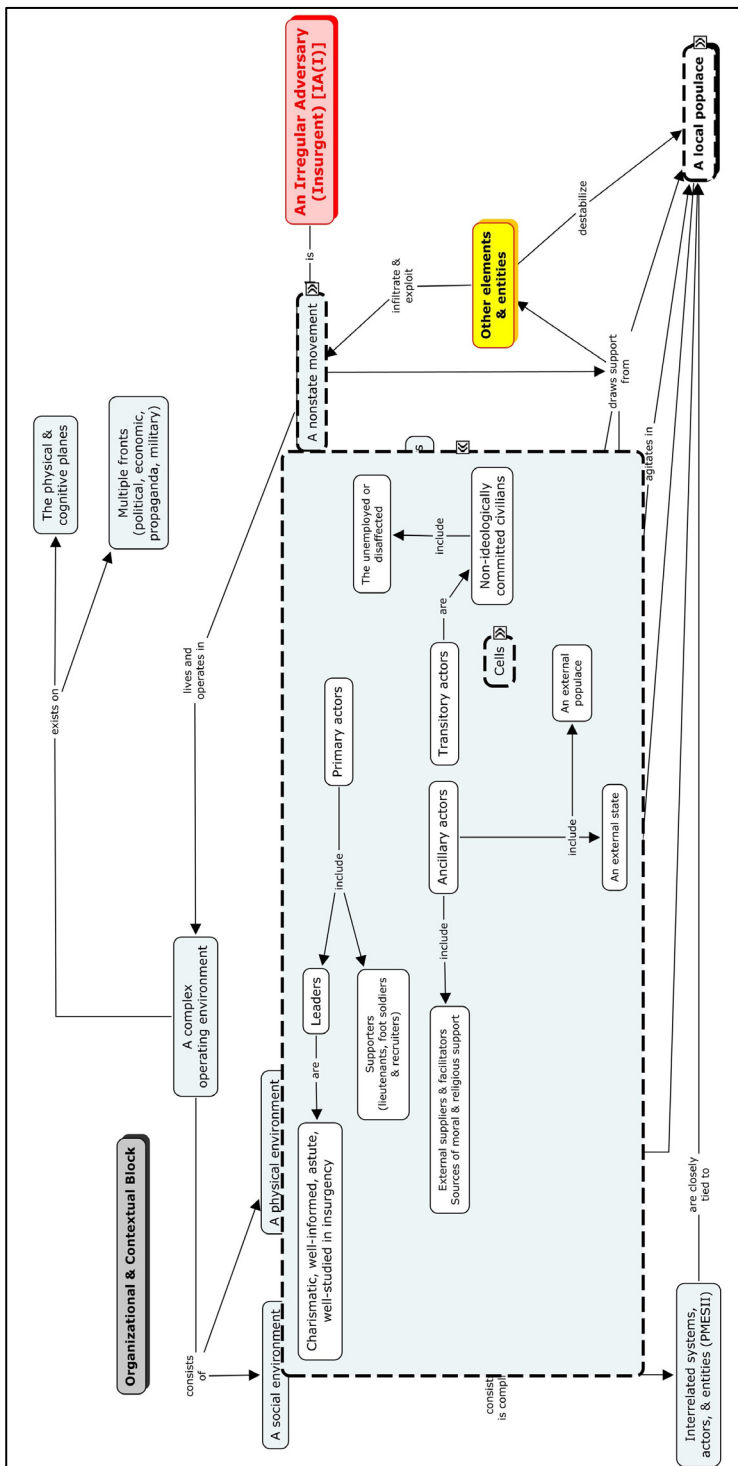 Organizational & Contextual Block
exists on
The physical &
cognitive planes
Multiple fronts
(political, economic,
propaganda, military)
A complex
operating environment
consists
of
lives and
operates in
A social environment
A physical environment
A nonstate movement
is
An Irregular Adversary
(Insurgent) [IA(I)]
Charismatic, well-informed, astute,
well-studied in insurgency
are
Leaders
include
Primary actors
Supporters
(lieutenants, foot soldiers
& recruiters)
The unemployed or
disaffected
include
Non-ideologically
committed civilians
are
Transitory actors
Cells
External suppliers & facilitators
Sources of moral & religious support
include
Ancillary actors
include
An external
populace
An external state
s
infiltrate &
exploit
Other elements
& entities
destabilize
draws support
from
agitates in
consist
is compl
Interrelated systems,
actors, & entities (PMESII)
are closely
tied to
A local populace